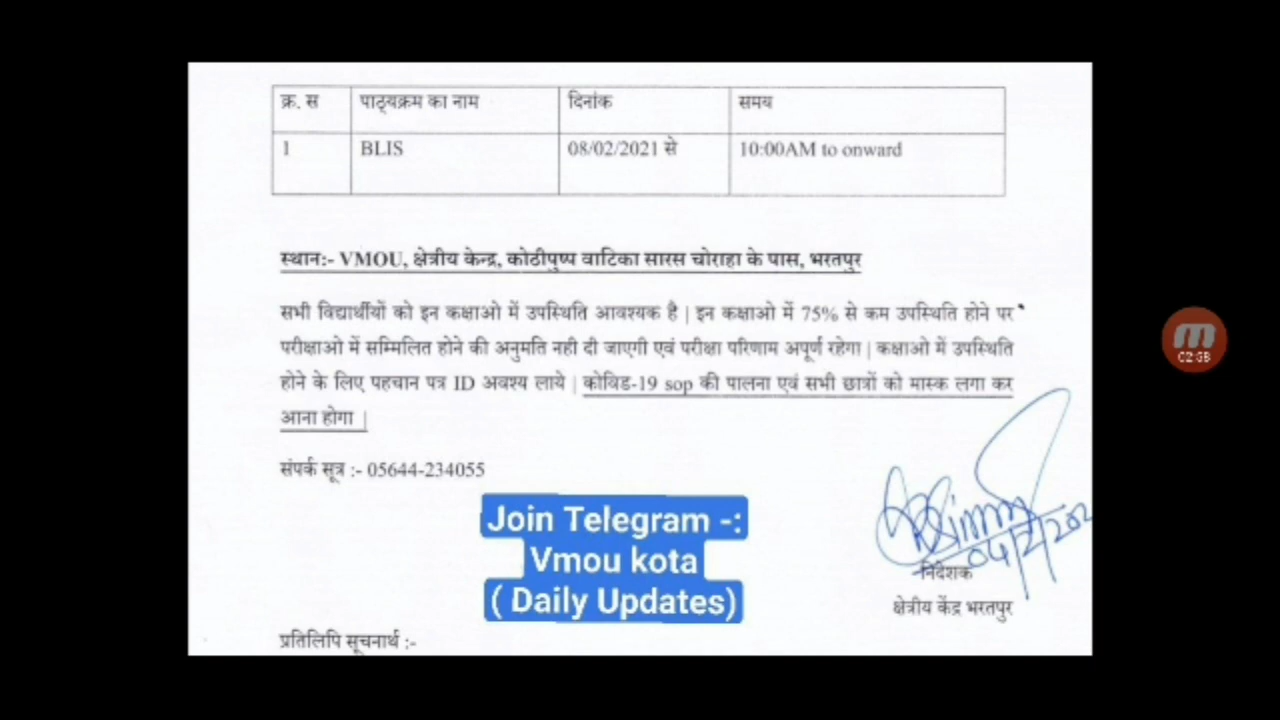 क्र. स पाठ्यक्रम का नाम दिनांक समय
1 BLIS 08/02/2021 से 10:00AM to onward
स्थान:- VMOU, क्षेत्रीय केन्द्र, कोठीपुष्प वाटिका सारस चोराहा के पास, भरतपुर
सभी विद्यार्थीयों को इन कक्षाओ में उपस्थिति आवश्यक है | इन कक्षाओ में 75% से कम उपस्थिति होने पर
परीक्षाओ में सम्मिलित होने की अनुमति नही दी जाएगी एवं परीक्षा परिणाम अपूर्ण रहेगा | कक्षाओ में उपस्थिति
होने के लिए पहचान पत्र ID अवश्य लाये | कोविड-19 sop की पालना एवं सभी छात्रों को मास्क लगा कर
आना होगा |
संपर्क सूत्र :- 05644-234055
Join Telegram -:
Vmou kota
( Daily Updates)
निदेशक
क्षेत्रीय केंद्र भरतपुर
प्रतिलिपि सूचनार्थ :-
02:38